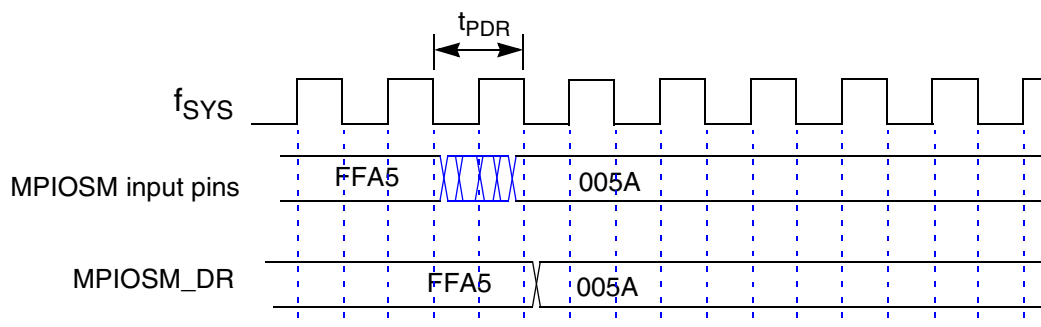 tPDR
fSYS
MPIOSM input pins
FFA5
005A
MPIOSM_DR
FFA5
005A